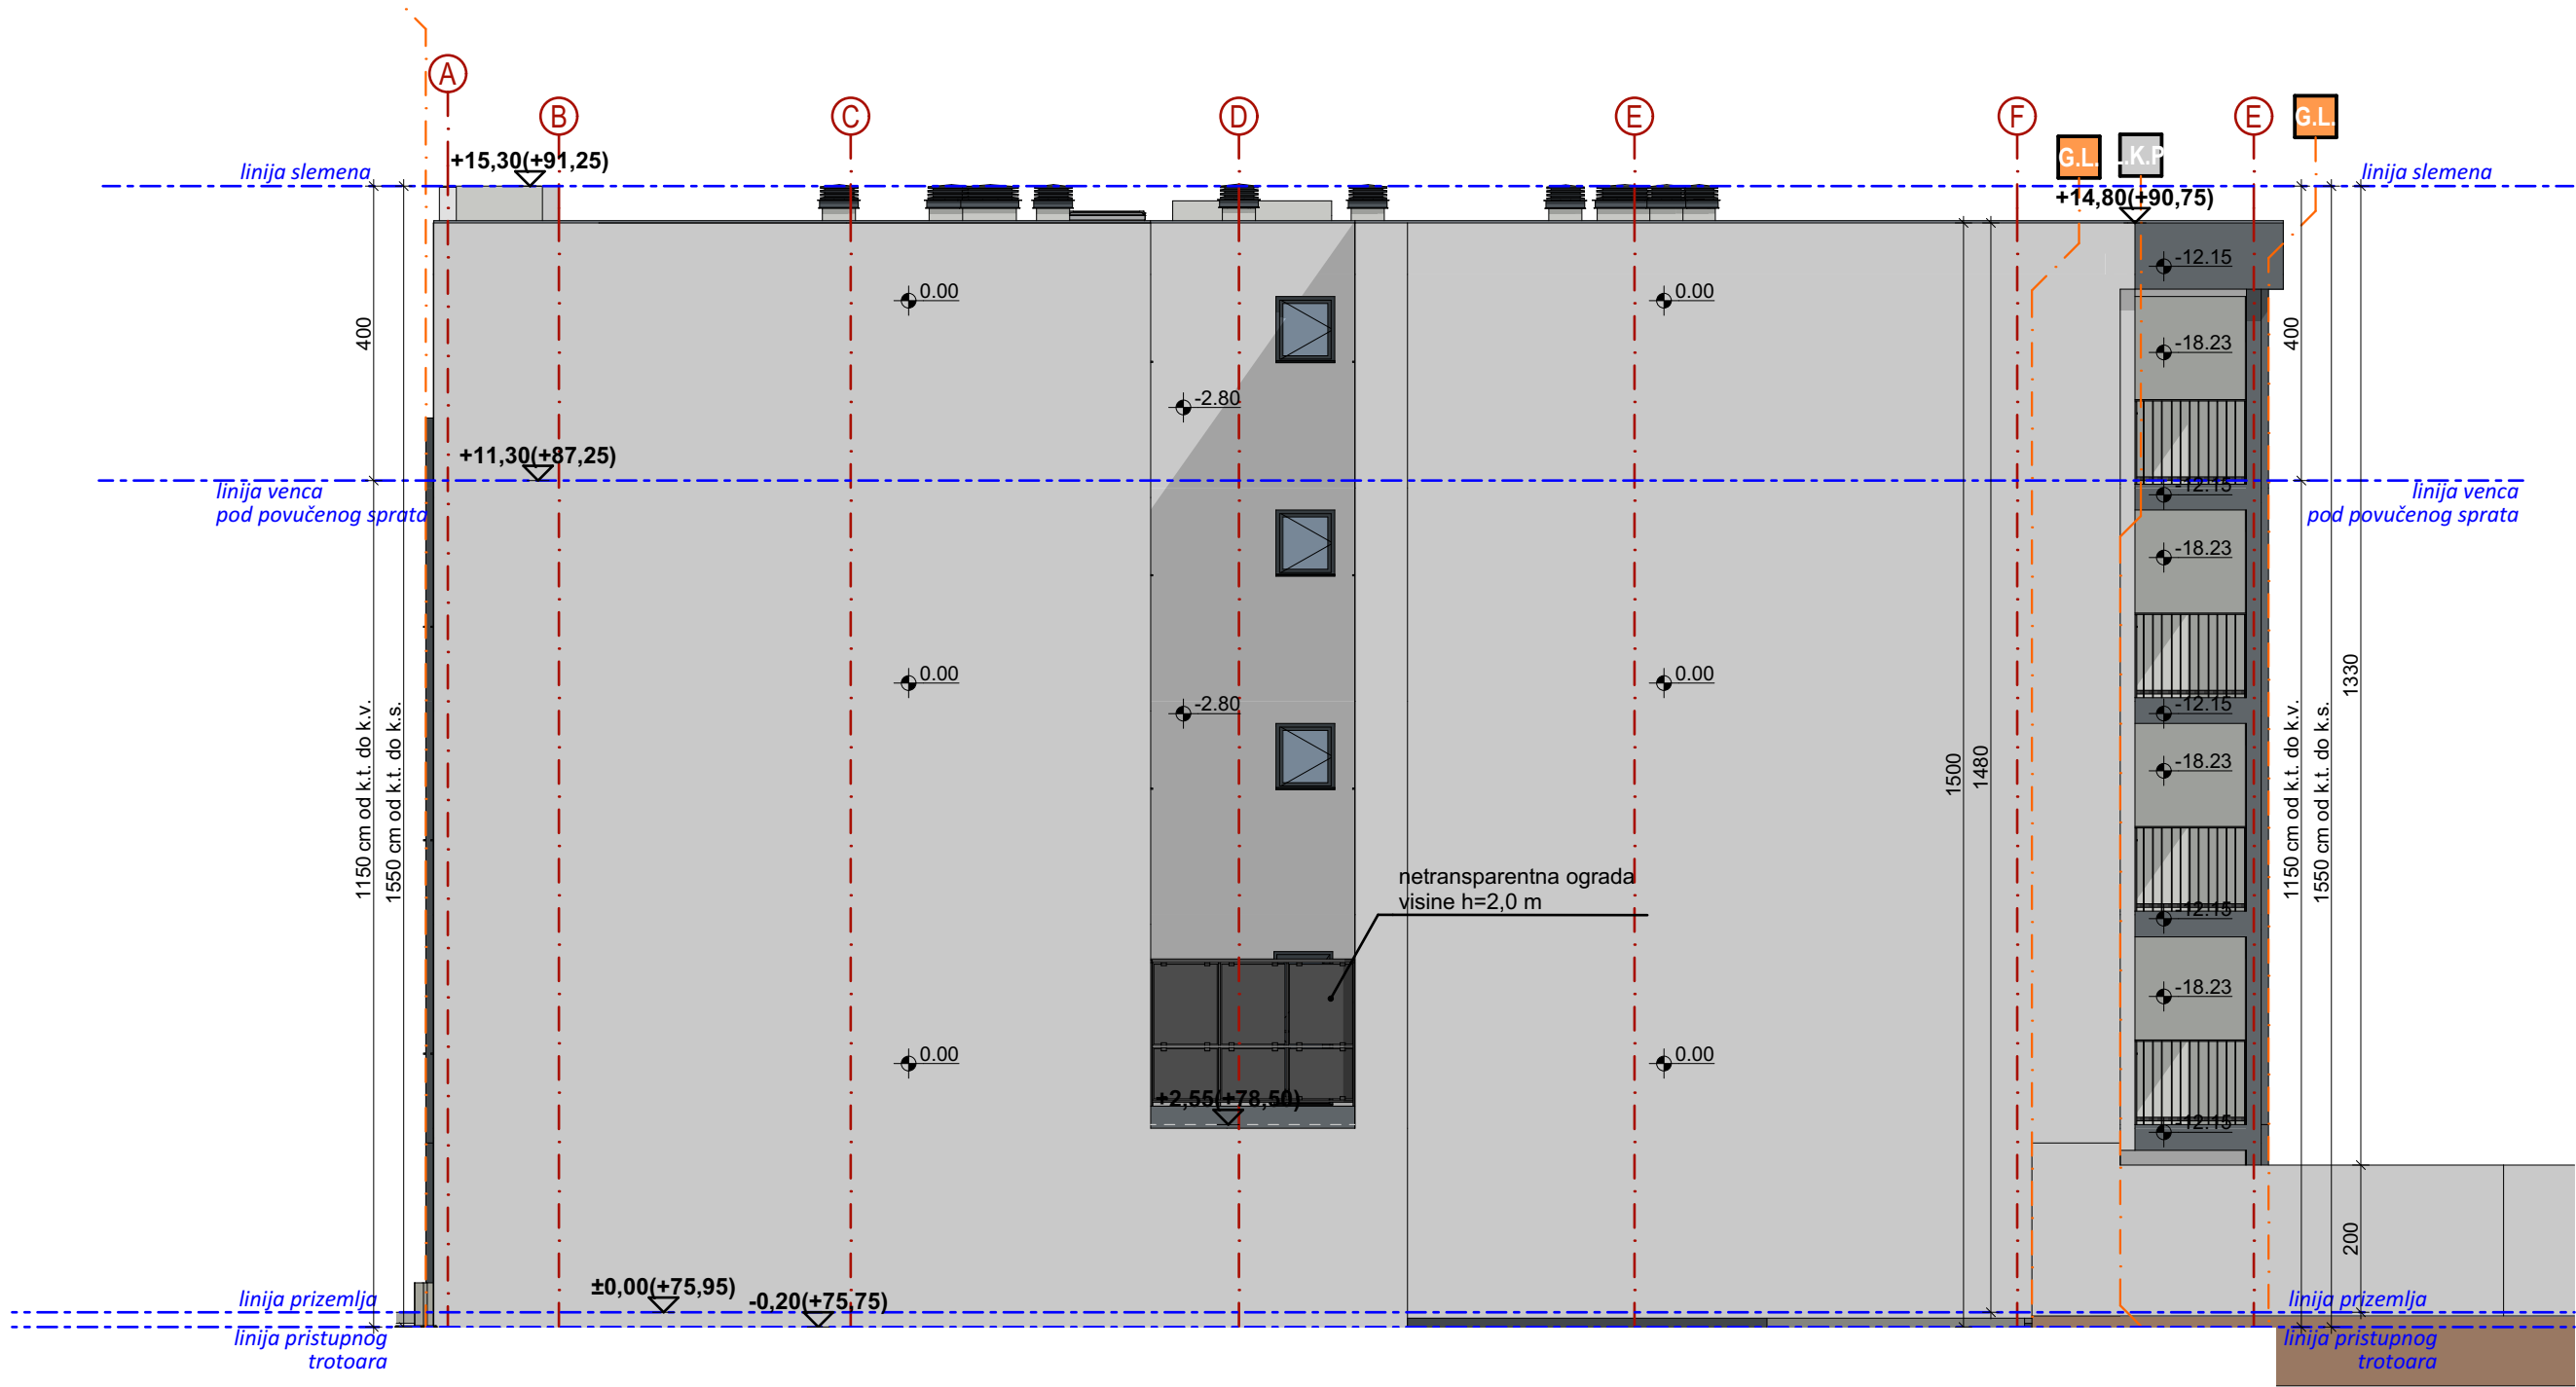 A
B
C
D
E
F
E
G.L.
G.L.
L.K.P.
linija slemena
+15,30(+91,25)
linija slemena
+14,80(+90,75)
-12.15
0.00
0.00
400
400
-18.23
-2.80
+11,30(+87,25)
linija venca
pod povučenog sprata
-12.15
linija venca
pod povučenog sprata
-18.23
0.00
0.00
-2.80
-12.15
1330
1150 cm od k.t. do k.v.
1550 cm od k.t. do k.s.
1500
1480
-18.23
1150 cm od k.t. do k.v.
1550 cm od k.t. do k.s.
netransparentna ograda
visine h=2,0 m
-12.15
-18.23
0.00
0.00
+2,55(+78,50)
-12.15
200
linija prizemlja
±0,00(+75,95)
-0,20(+75,75)
linija prizemlja
linija pristupnog
trotoara
linija pristupnog
trotoara